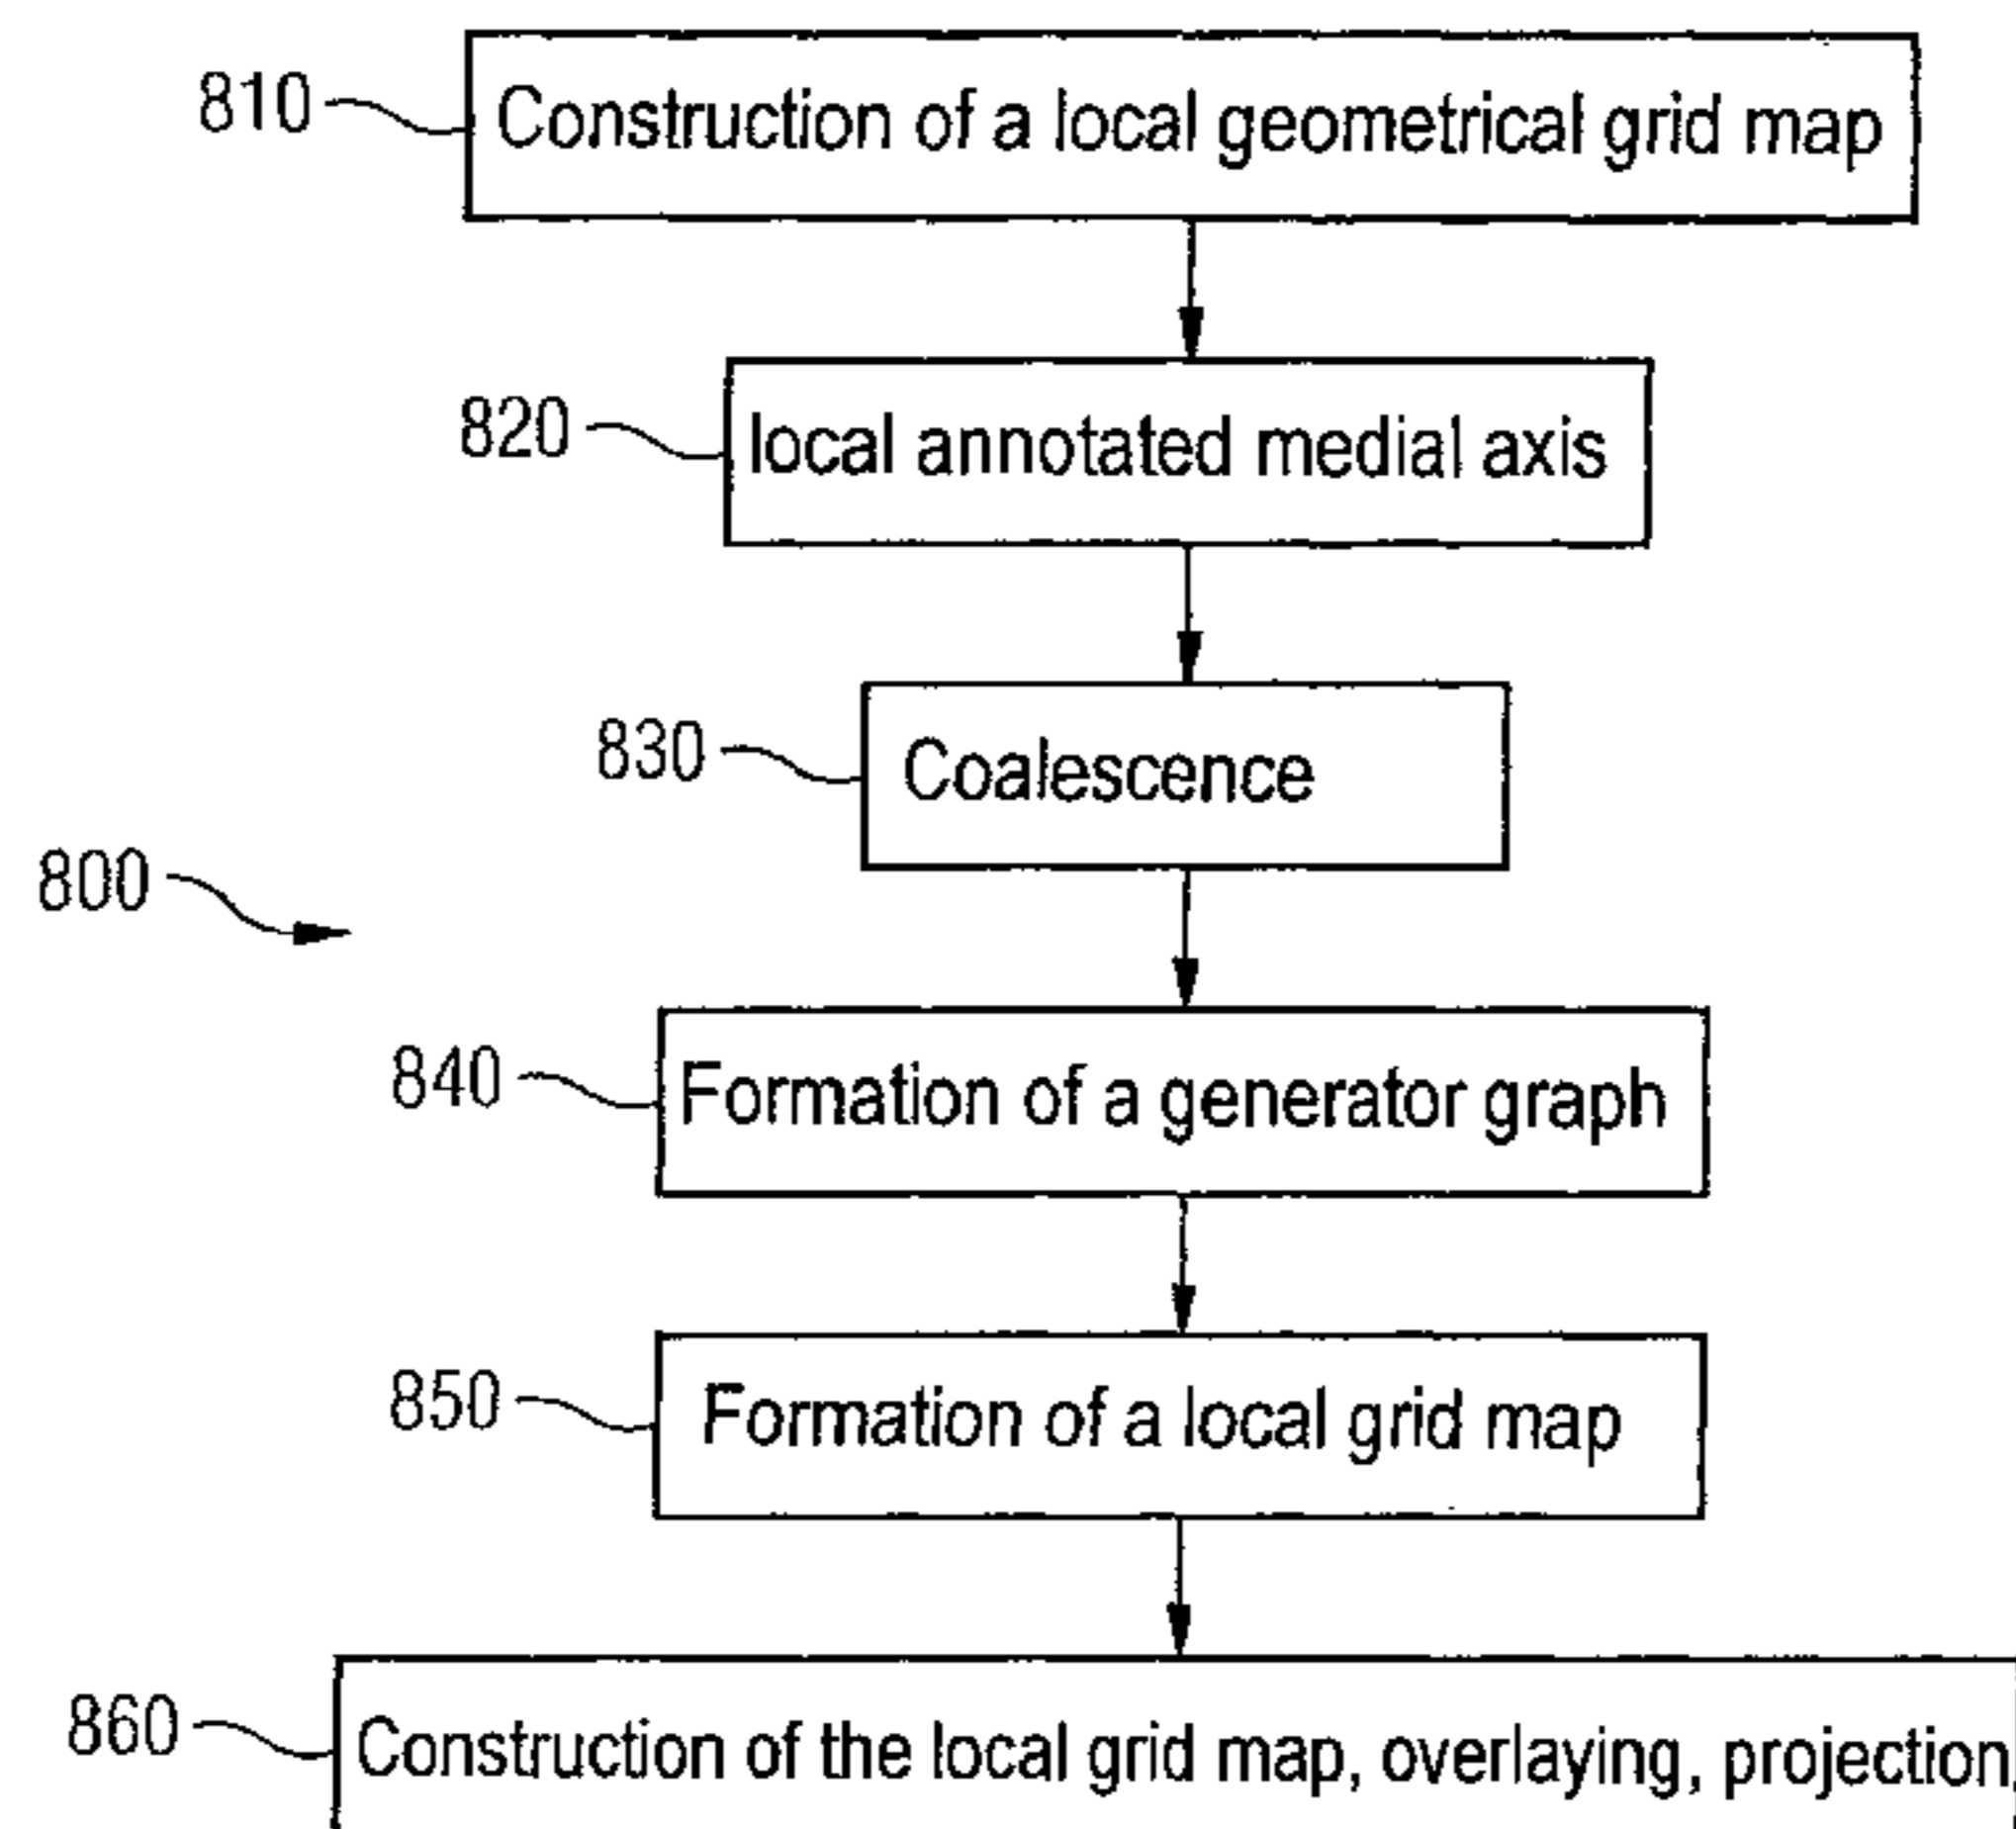 810 Construction of a local geometrical grid map
820 local annotated medial axis
830 Coalescence
800
840 Formation of a generator graph
850 Formation of a local grid map
860 Construction of the local grid map, overlaying, projection